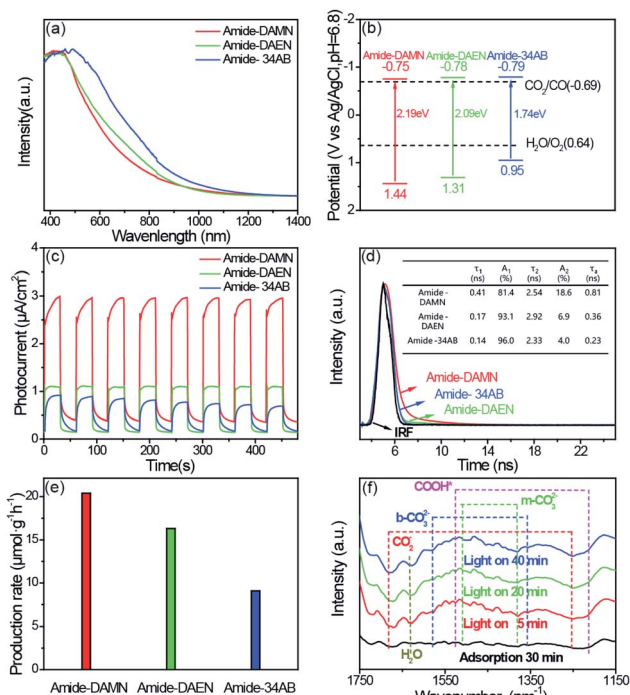 (a)
Amide-DAMN
Amide-DAEN
Amide- 34AB
Intensity(a.u.)
400 600 800 1000 1200 1400
Wavelength (nm)
(b)
Amide-DAMN Amide-DAEN Amide-34AB
-0.75 -0.78 -0.79
CO2/CO(-0.69)
2.19eV 2.09eV 1.74eV
H2O/O2(0.64)
0.95
1.44 1.31
Potential (V vs Ag/AgCl,pH=6.8)
-2
-1
0
1
2
(c)
Amide-DAMN
Amide-DAEN
Amide- 34AB
Photocurrent (μA/cm²)
4
3
2
1
0
0 100 200 300 400
Time(s)
(d)
τ1 A1 τ2 A2 τa
(ns) (%) (ns) (%) (ns)
Amide - DAMN 0.41 81.4 2.54 18.6 0.81
Amide - DAEN 0.17 93.1 2.92 6.9 0.36
Amide -34AB 0.14 96.0 2.33 4.0 0.23
Amide-DAMN
Amide- 34AB
Amide-DAEN
IRF
Intensity (a.u.)
6 12 18 24
Time (ns)
(e)
Production rate (μmol·g⁻¹h⁻¹)
20
15
10
5
0
Amide-DAMN Amide-DAEN Amide-34AB
(f)
COOH*
m-CO3²⁻
b-CO3²⁻
CO2⁻
Light on 40 min
Light on 20 min
Light on 5 min
H2O
Adsorption 30 min
Intensity (a.u.)
1750 1550 1350 1150